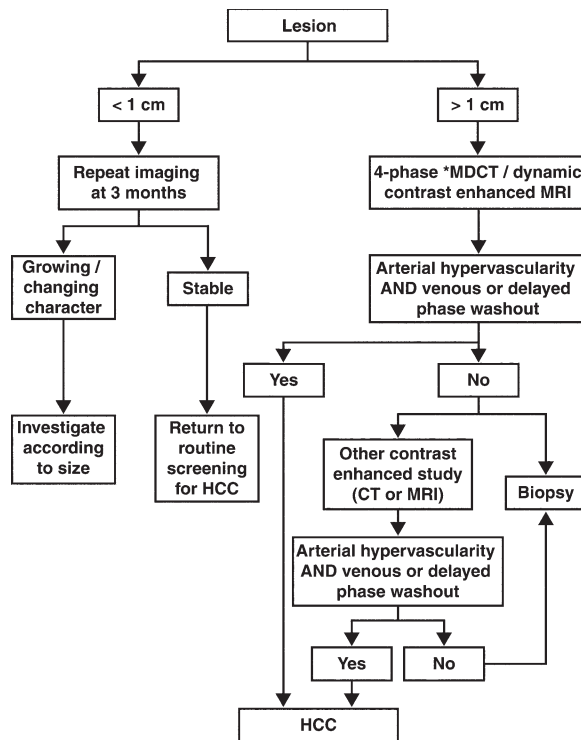 Lesion
< 1 cm
> 1 cm
Repeat imaging
at 3 months
4-phase *MDCT / dynamic
contrast enhanced MRI
Growing /
changing
character
Stable
Arterial hypervascularity
AND venous or delayed
phase washout
Yes
No
Investigate
according
to size
Return to
routine
screening
for HCC
Other contrast
enhanced study
(CT or MRI)
Biopsy
Arterial hypervascularity
AND venous or delayed
phase washout
Yes
No
HCC